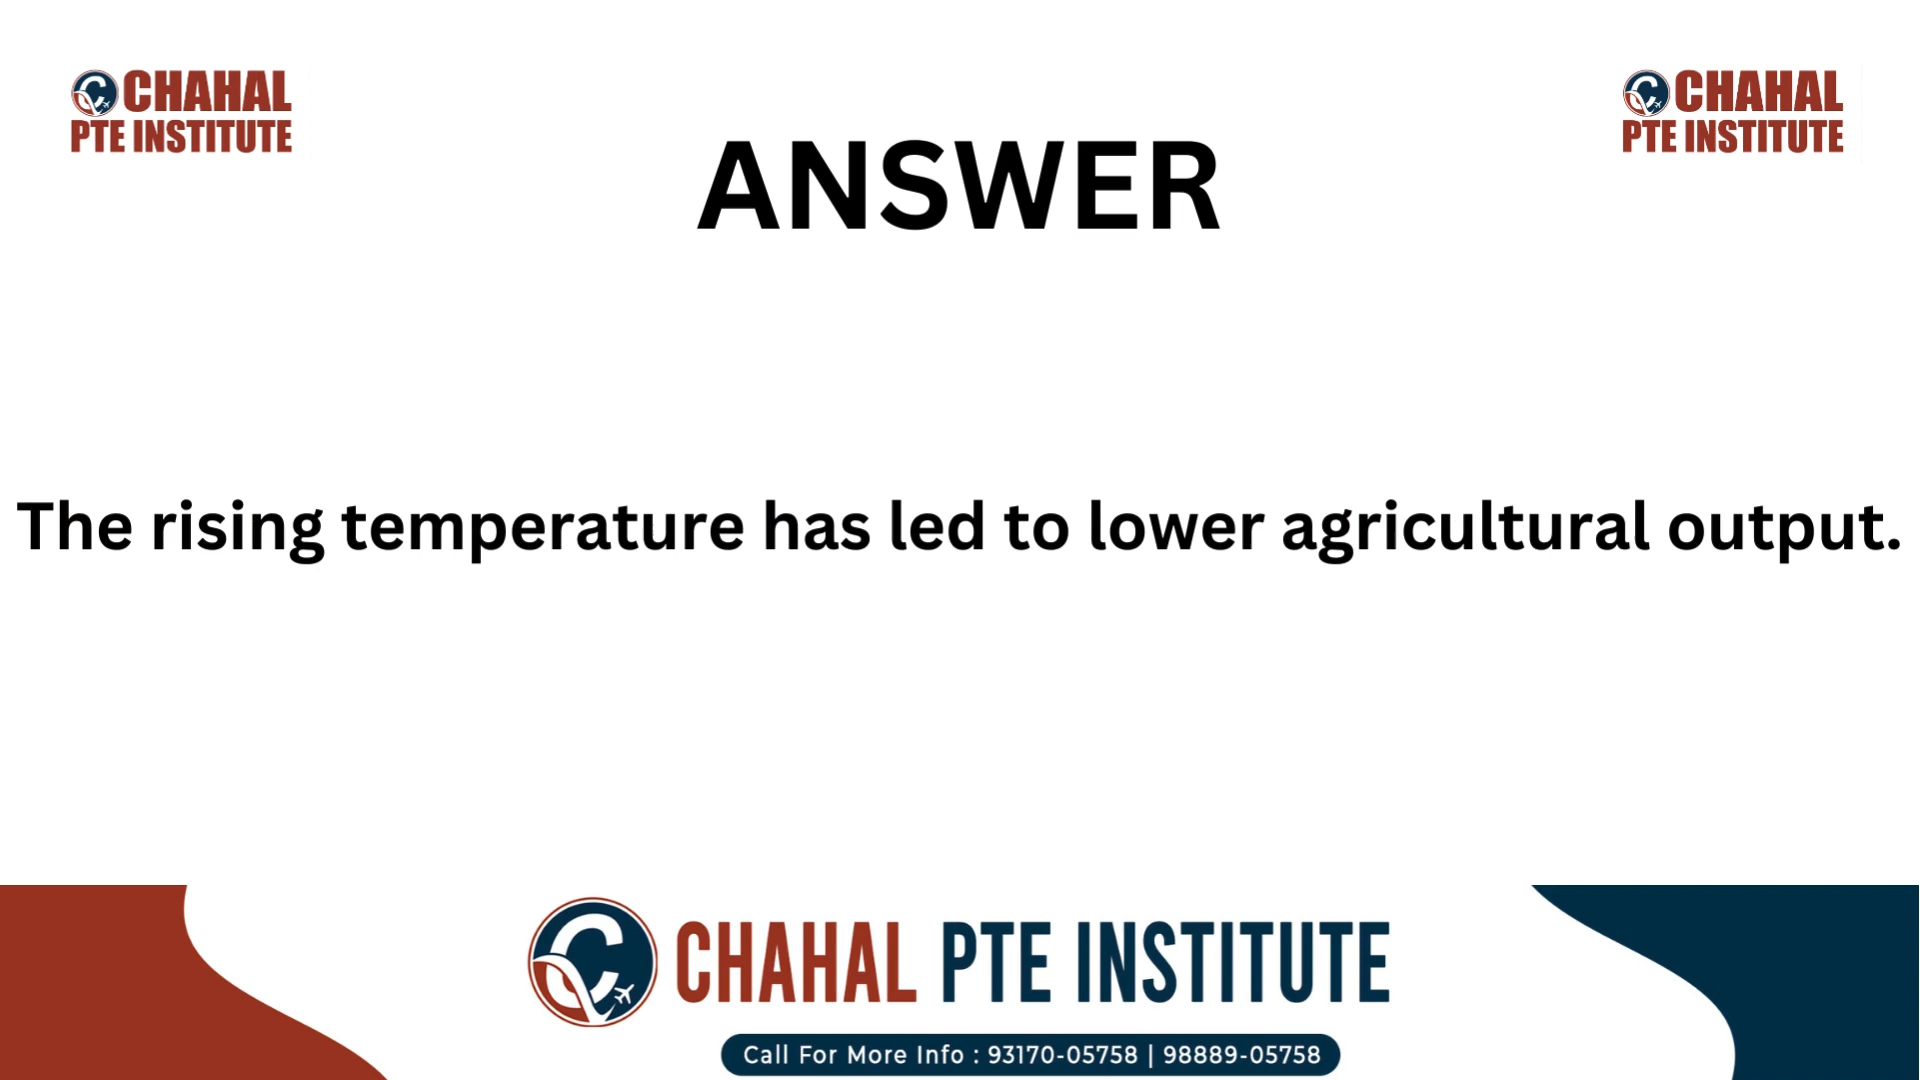 CHAHAL
PTE INSTITUTE
CHAHAL
PTE INSTITUTE
ANSWER
The rising temperature has led to lower agricultural output.
CHAHAL PTE INSTITUTE
Call For More Info : 93170-05758 | 98889-05758